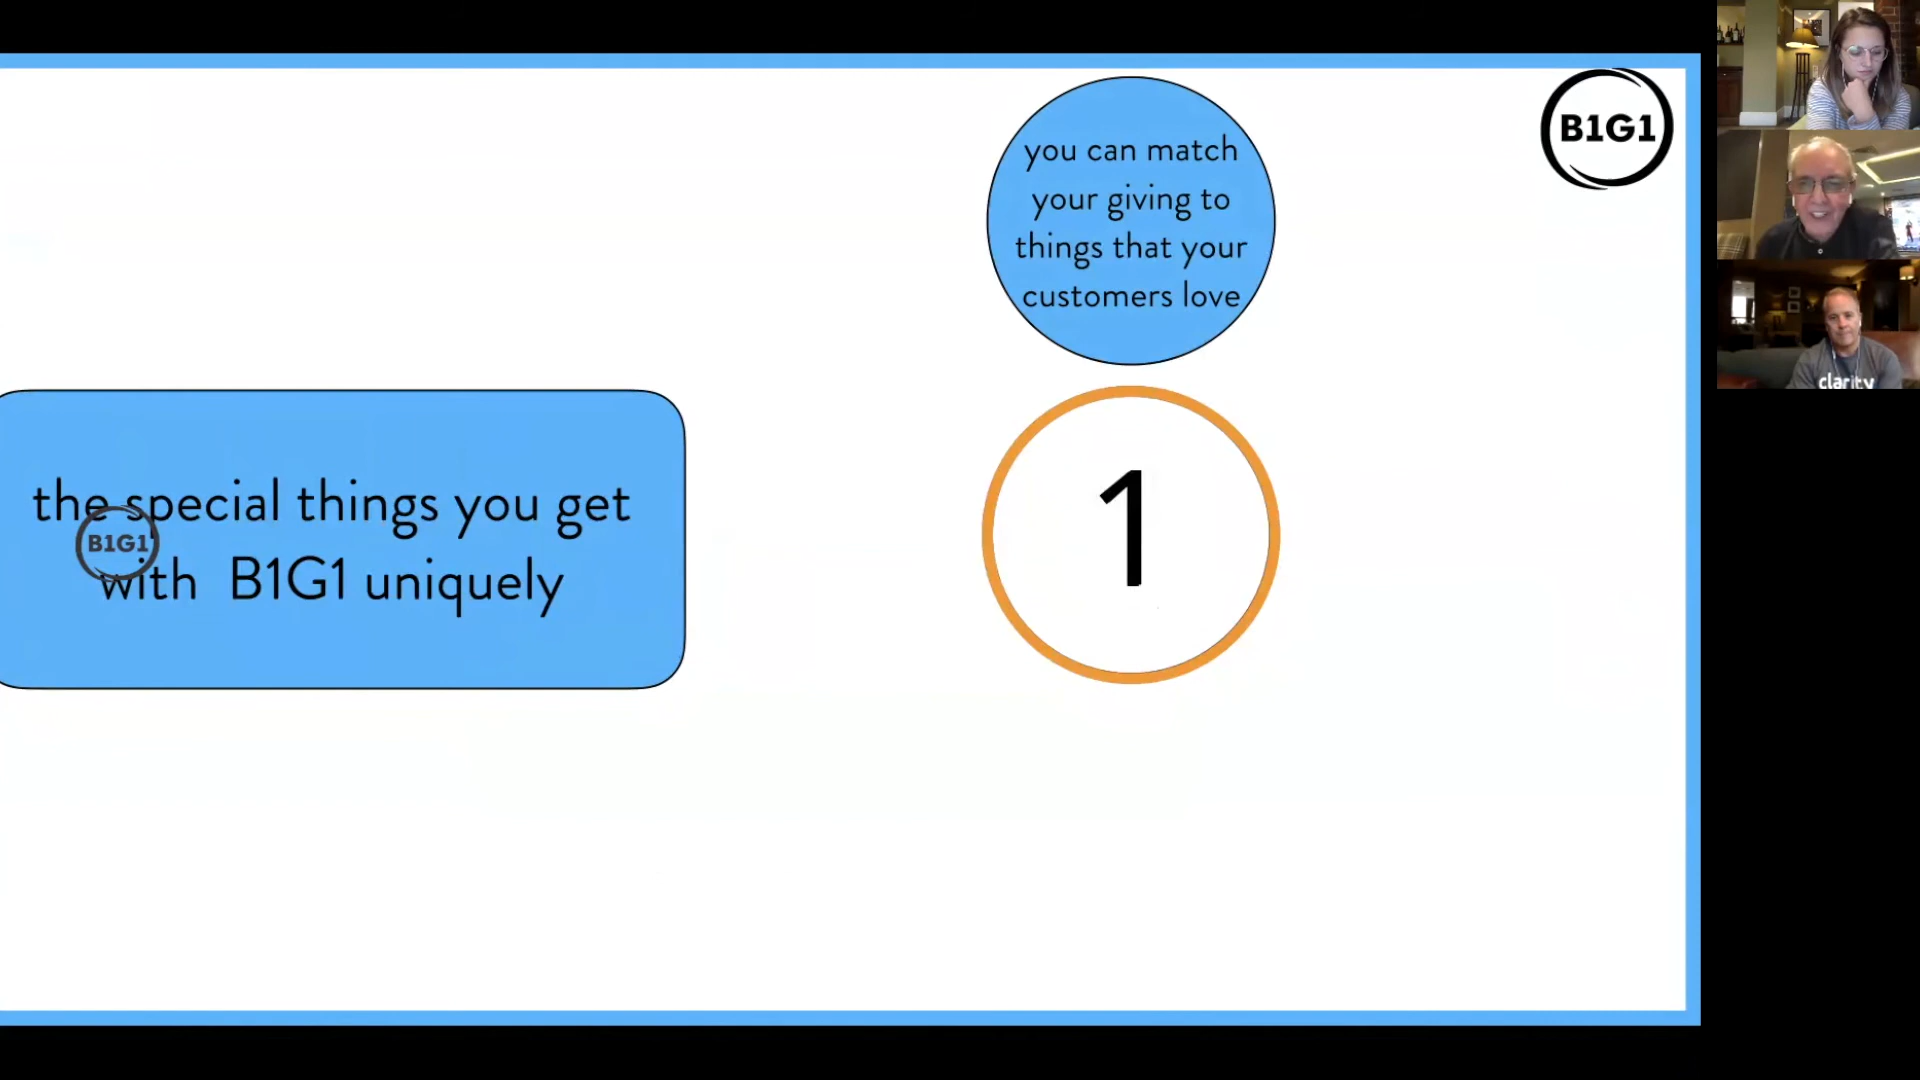 you can match
your giving to
things that your
customers love
B1G1
the special things you get
with B1G1 uniquely
B1G1
1
clarity